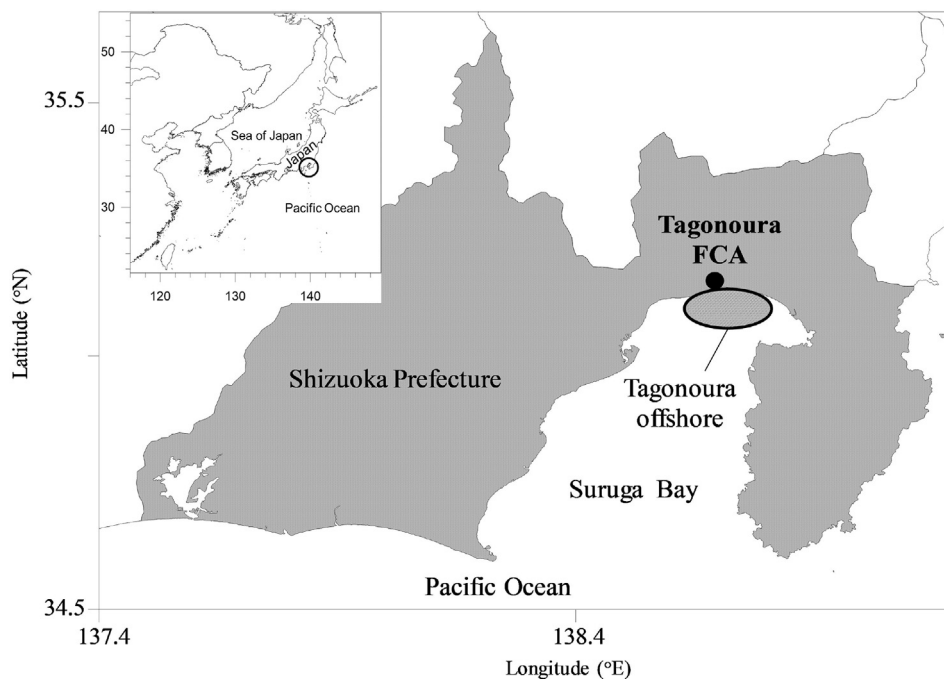 50
40
30
120
130
140
Sea of Japan
Japan
Pacific Ocean
35.5
34.5
137.4
138.4
Latitude (°N)
Longitude (°E)
Tagonoura
FCA
Shizuoka Prefecture
Tagonoura
offshore
Suruga Bay
Pacific Ocean